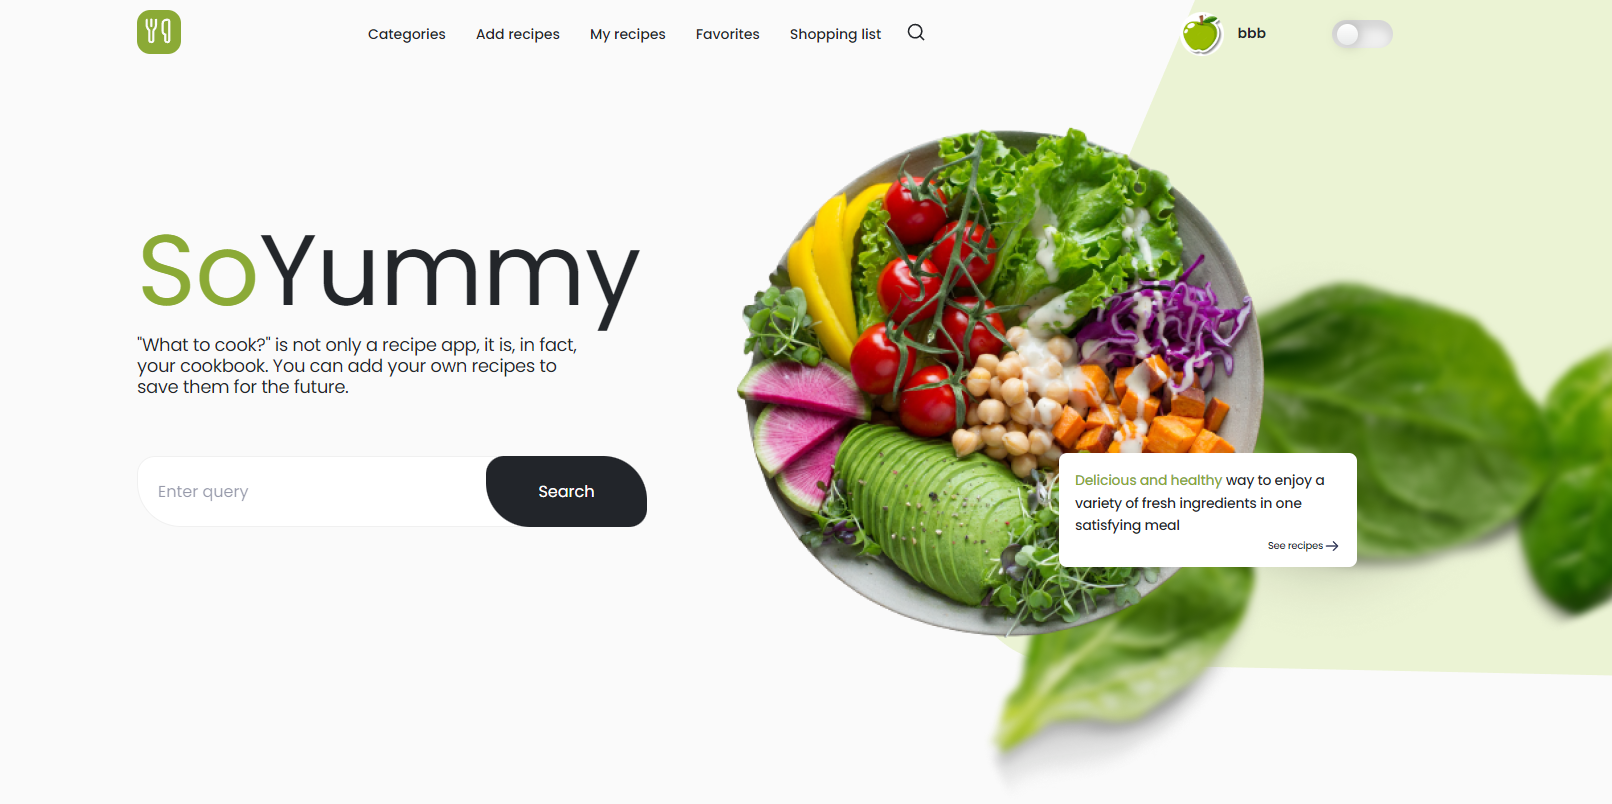 Categories Add recipes My recipes Favorites Shopping list bbb
SoYummy
"What to cook?" is not only a recipe app, it is, in fact,
your cookbook. You can add your own recipes to
save them for the future.
Enter query Search
Delicious and healthy way to enjoy a
variety of fresh ingredients in one
satisfying meal
See recipes